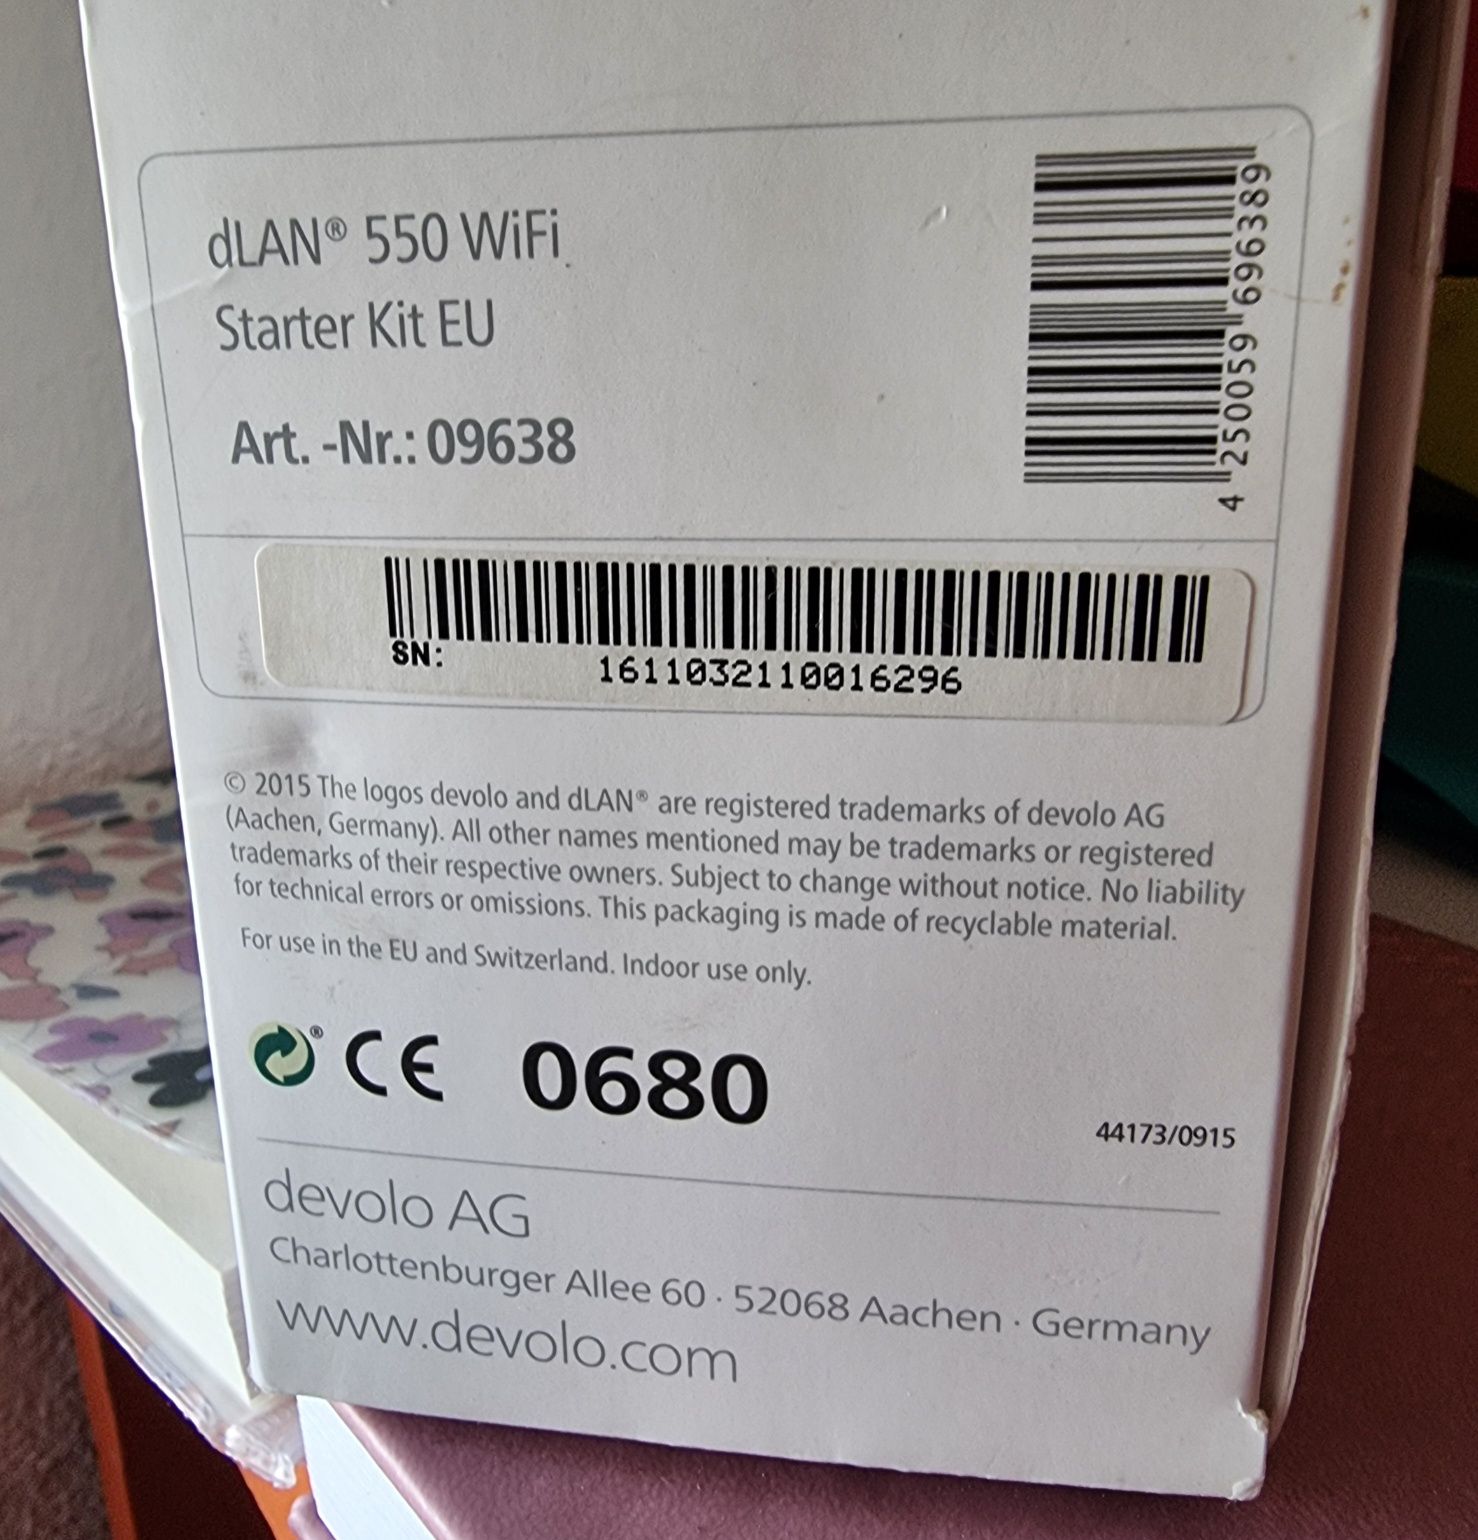 dLAN® 550 WiFi
Starter Kit EU
Art. -Nr.: 09638
4 250059 696389
SN:
1611032110016296
© 2015 The logos devolo and dLAN® are registered trademarks of devolo AG
(Aachen, Germany). All other names mentioned may be trademarks or registered
trademarks of their respective owners. Subject to change without notice. No liability
for technical errors or omissions. This packaging is made of recyclable material.
For use in the EU and Switzerland. Indoor use only.
® CE 0680
44173/0915
devolo AG
Charlottenburger Allee 60 · 52068 Aachen · Germany
www.devolo.com